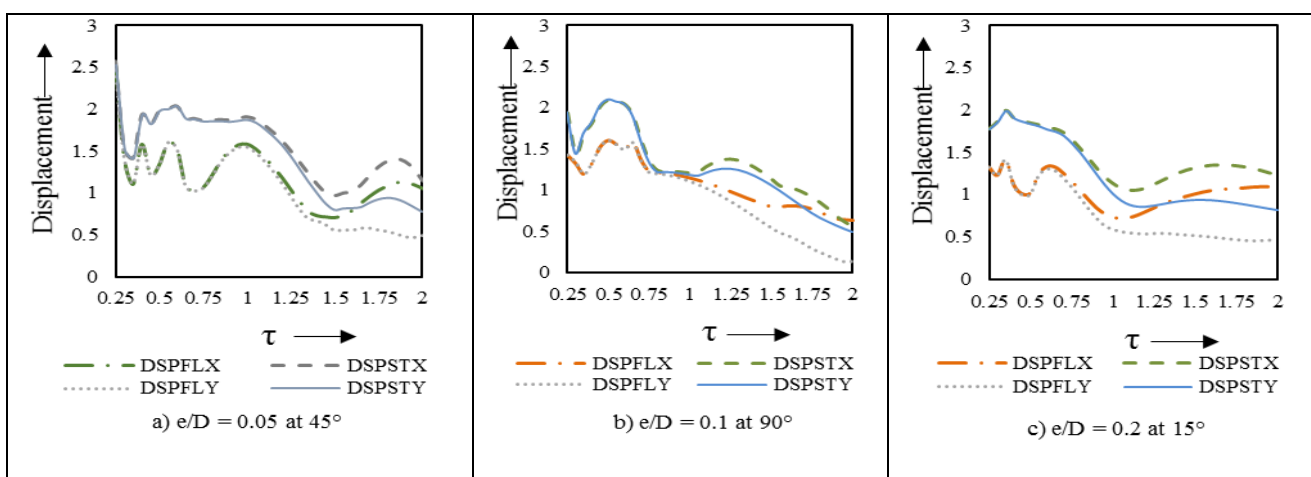 3
2.5
2
1.5
1
0.5
0
Displacement
0.25 0.5 0.75 1 1.25 1.5 1.75 2
τ
DSPFLX DSPSTX
DSPFLY DSPSTY
a) e/D = 0.05 at 45°
3
2.5
2
1.5
1
0.5
0
Displacement
0.25 0.5 0.75 1 1.25 1.5 1.75 2
τ
DSPFLX DSPSTX
DSPFLY DSPSTY
b) e/D = 0.1 at 90°
3
2.5
2
1.5
1
0.5
0
Displacement
0.25 0.5 0.75 1 1.25 1.5 1.75 2
τ
DSPFLX DSPSTX
DSPFLY DSPSTY
c) e/D = 0.2 at 15°